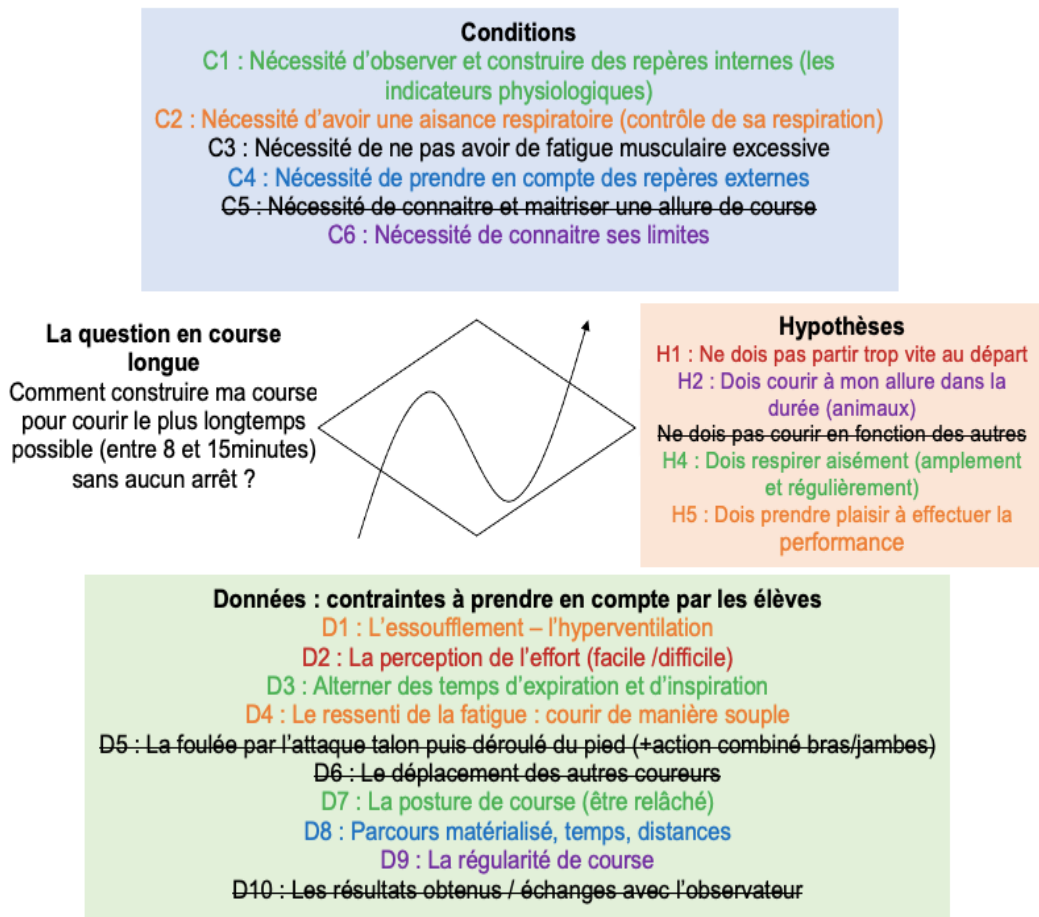 Conditions
C1 : Nécessité d'observer et construire des repères internes (les
indicateurs physiologiques)
C2 : Nécessité d'avoir une aisance respiratoire (contrôle de sa respiration)
C3 : Nécessité de ne pas avoir de fatigue musculaire excessive
C4 : Nécessité de prendre en compte des repères externes
C5 : Nécessité de connaitre et maitriser une allure de course
C6 : Nécessité de connaitre ses limites
La question en course
longue
Comment construire ma course
pour courir le plus longtemps
possible (entre 8 et 15minutes)
sans aucun arrêt ?
Hypothèses
H1 : Ne dois pas partir trop vite au départ
H2 : Dois courir à mon allure dans la
durée (animaux)
Ne dois pas courir en fonction des autres
H4 : Dois respirer aisément (amplement
et régulièrement)
H5 : Dois prendre plaisir à effectuer la
performance
Données : contraintes à prendre en compte par les élèves
D1 : L'essoufflement – l'hyperventilation
D2 : La perception de l'effort (facile /difficile)
D3 : Alterner des temps d'expiration et d'inspiration
D4 : Le ressenti de la fatigue : courir de manière souple
D5 : La foulée par l'attaque talon puis déroulé du pied (+action combiné bras/jambes)
D6 : Le déplacement des autres coureurs
D7 : La posture de course (être relâché)
D8 : Parcours matérialisé, temps, distances
D9 : La régularité de course
D10 : Les résultats obtenus / échanges avec l'observateur